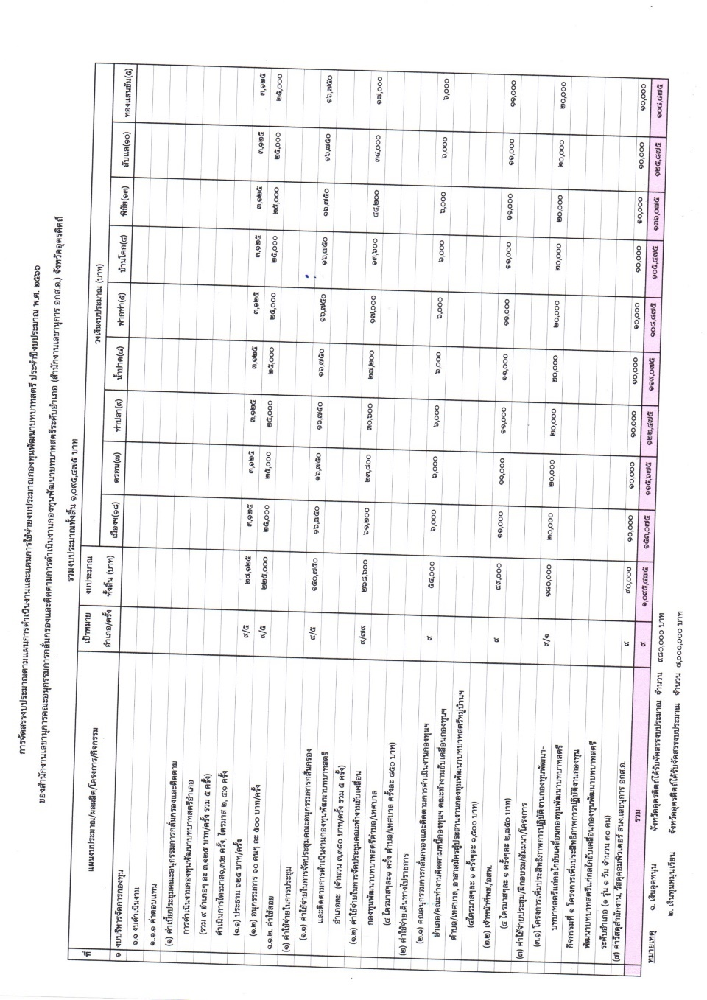 การจัดสรรงบประมาณตามแผนการดำเนินงานและแผนการใช้จ่ายงบประมาณกองทุนพัฒนาบทบาทสตรี ประจำปีงบประมาณ พ.ศ. ๒๕๖๖
ของสำนักงานเลขานุการคณะอนุกรรมการกลั่นกรองและติดตามการดำเนินงานกองทุนพัฒนาบทบาทสตรีระดับอำเภอ (สำนักงานเลขานุการ อกส.อ.) จังหวัดอุตรดิตถ์
รวมงบประมาณทั้งสิ้น ๑,๐๙๕,๔๗๕ บาท
ที่ แผนงบประมาณ/ผลผลิต/โครงการ/กิจกรรม เป้าหมาย อำเภอ/ครั้ง งบประมาณ ทั้งสิ้น (บาท) วงเงินงบประมาณ (บาท)
เมืองฯ(๑๘) ตรอน(๗) ท่าปลา(๙) น้ำปาด(๘) ฟากท่า(๕) บ้านโคก(๔) พิชัย(๑๓) ลับแล(๑๐) ทองแสนขัน(๕)
๑ งบบริหารจัดการกองทุน
๑.๑ งบดำเนินงาน
๑.๑.๑ ค่าตอบแทน
(๑) ค่าเบี้ยประชุมคณะอนุกรรมการกลั่นกรองและติดตาม
การดำเนินงานกองทุนพัฒนาบทบาทสตรีอำเภอ
(รวม ๙ อำเภอๆ ละ ๓,๑๒๕ บาท/ครั้ง รวม ๕ ครั้ง)
ดำเนินการไตรมาส๑,๓:๒ ครั้ง, ไตรมาส ๒, ๔:๑ ครั้ง
(๑.๑) ประธาน ๖๒๕ บาท/ครั้ง ๙/๕ ๒๘,๑๒๕ ๓,๑๒๕ ๓,๑๒๕ ๓,๑๒๕ ๓,๑๒๕ ๓,๑๒๕ ๓,๑๒๕ ๓,๑๒๕ ๓,๑๒๕ ๓,๑๒๕
(๑.๒) อนุกรรมการ ๑๐ คนๆ ละ ๕๐๐ บาท/ครั้ง ๙/๕ ๒๒๕,๐๐๐ ๒๕,๐๐๐ ๒๕,๐๐๐ ๒๕,๐๐๐ ๒๕,๐๐๐ ๒๕,๐๐๐ ๒๕,๐๐๐ ๒๕,๐๐๐ ๒๕,๐๐๐ ๒๕,๐๐๐
๑.๑.๒. ค่าใช้สอย
(๑) ค่าใช้จ่ายในการประชุม
(๑.๑) ค่าใช้จ่ายในการจัดประชุมคณะอนุกรรมการกลั่นกรอง ๙/๕ ๑๕๐,๗๕๐ ๑๖,๗๕๐ ๑๖,๗๕๐ ๑๖,๗๕๐ ๑๖,๗๕๐ ๑๖,๗๕๐ ๑๖,๗๕๐ ๑๖,๗๕๐ ๑๖,๗๕๐ ๑๖,๗๕๐
และติดตามการดำเนินงานกองทุนพัฒนาบทบาทสตรี
อำเภอละ (จำนวน ๓,๓๕๐ บาท/ครั้ง รวม ๕ ครั้ง)
(๑.๒) ค่าใช้จ่ายในการจัดประชุมคณะทำงานขับเคลื่อน ๙/๗๙ ๒๖๘,๖๐๐ ๖๑,๒๐๐ ๒๓,๘๐๐ ๓๐,๖๐๐ ๒๗,๒๐๐ ๑๗,๐๐๐ ๑๓,๖๐๐ ๔๔,๒๐๐ ๓๔,๐๐๐ ๑๗,๐๐๐
กองทุนพัฒนาบทบาทสตรีตำบล/เทศบาล
(๔ ไตรมาสๆละ๑ ครั้ง ตำบล/เทศบาล ครั้งละ ๘๕๐ บาท)
(๒) ค่าใช้จ่ายเดินทางไปราชการ
(๒.๑) คณะอนุกรรมการกลั่นกรองและติดตามการดำเนินงานกองทุนฯ ๙ ๕๔,๐๐๐ ๖,๐๐๐ ๖,๐๐๐ ๖,๐๐๐ ๖,๐๐๐ ๖,๐๐๐ ๖,๐๐๐ ๖,๐๐๐ ๖,๐๐๐ ๖,๐๐๐
อำเภอ/คณะทำงานติดตามหนี้กองทุนฯ คณะทำงานขับเคลื่อนกองทุนฯ
ตำบล/เทศบาล, อาสาสมัครผู้ประสานงานกองทุนพัฒนาบทบาทสตรีหมู่บ้านฯ
(๔ไตรมาสๆละ ๑ ครั้งๆละ ๑,๕๐๐ บาท)
(๒.๒) เจ้าหน้าที่พช./อสพ. ๙ ๙๙,๐๐๐ ๑๑,๐๐๐ ๑๑,๐๐๐ ๑๑,๐๐๐ ๑๑,๐๐๐ ๑๑,๐๐๐ ๑๑,๐๐๐ ๑๑,๐๐๐ ๑๑,๐๐๐ ๑๑,๐๐๐
(๔ ไตรมาสๆละ ๑ ครั้งๆละ ๒,๗๕๐ บาท)
(๓) ค่าใช้จ่ายประชุม/ฝึกอบรม/สัมมนา/โครงการ
(๓.๑) โครงการเพิ่มประสิทธิภาพการปฏิบัติงานกองทุนพัฒนา- ๙/๑ ๑๘๐,๐๐๐ ๒๐,๐๐๐ ๒๐,๐๐๐ ๒๐,๐๐๐ ๒๐,๐๐๐ ๒๐,๐๐๐ ๒๐,๐๐๐ ๒๐,๐๐๐ ๒๐,๐๐๐ ๒๐,๐๐๐
บทบาทสตรีแก่กลไกขับเคลื่อนกองทุนพัฒนาบทบาทสตรี
กิจกรรมที่ ๑ โครงการเพิ่มประสิทธิภาพการปฏิบัติงานกองทุน
พัฒนาบทบาทสตรีแก่กลไกขับเคลื่อนกองทุนพัฒนาบทบาทสตรี
ระดับอำเภอ (๑ รุ่น ๑ วัน จำนวน ๓๐ คน)
(๔) ค่าวัสดุสำนักงาน, วัสดุคอมพิวเตอร์ สนง.เลขานุการ อกส.อ. ๙ ๙๐,๐๐๐ ๑๐,๐๐๐ ๑๐,๐๐๐ ๑๐,๐๐๐ ๑๐,๐๐๐ ๑๐,๐๐๐ ๑๐,๐๐๐ ๑๐,๐๐๐ ๑๐,๐๐๐ ๑๐,๐๐๐
รวม ๙ ๑,๐๙๕,๔๗๕ ๑๕๓,๐๗๕ ๑๑๕,๖๗๕ ๑๒๒,๔๗๕ ๑๑๙,๐๗๕ ๑๐๘,๘๗๕ ๑๐๕,๔๗๕ ๑๓๖,๐๗๕ ๑๒๕,๘๗๕ ๑๐๘,๘๗๕
หมายเหตุ ๑. เงินอุดหนุน จังหวัดอุตรดิตถ์ได้รับจัดสรรงบประมาณ จำนวน ๙๘๐,๐๐๐ บาท
๒. เงินทุนหมุนเวียน จังหวัดอุตรดิตถ์ได้รับจัดสรรงบประมาณ จำนวน ๘,๐๐๐,๐๐๐ บาท